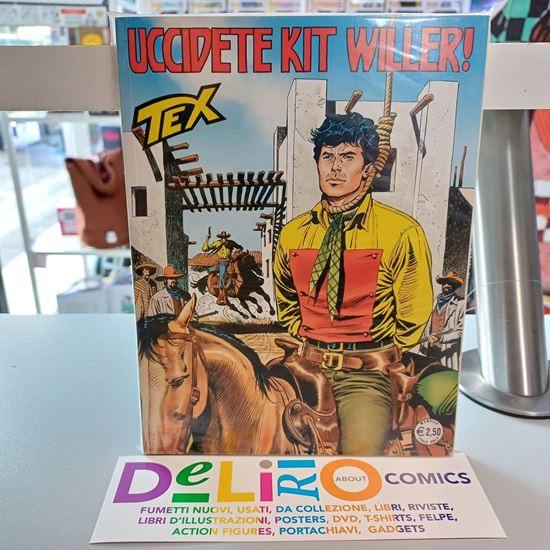 UCCIDETE KIT WILLER!
TEX
MENSILE
€ 2,50
DeLiRiO ABOUT COMICS
FUMETTI NUOVI, USATI, DA COLLEZIONE, LIBRI, RIVISTE,
LIBRI D'ILLUSTRAZIONI, POSTERS, DVD, T-SHIRTS, FELPE,
ACTION FIGURES, PORTACHIAVI, GADGETS